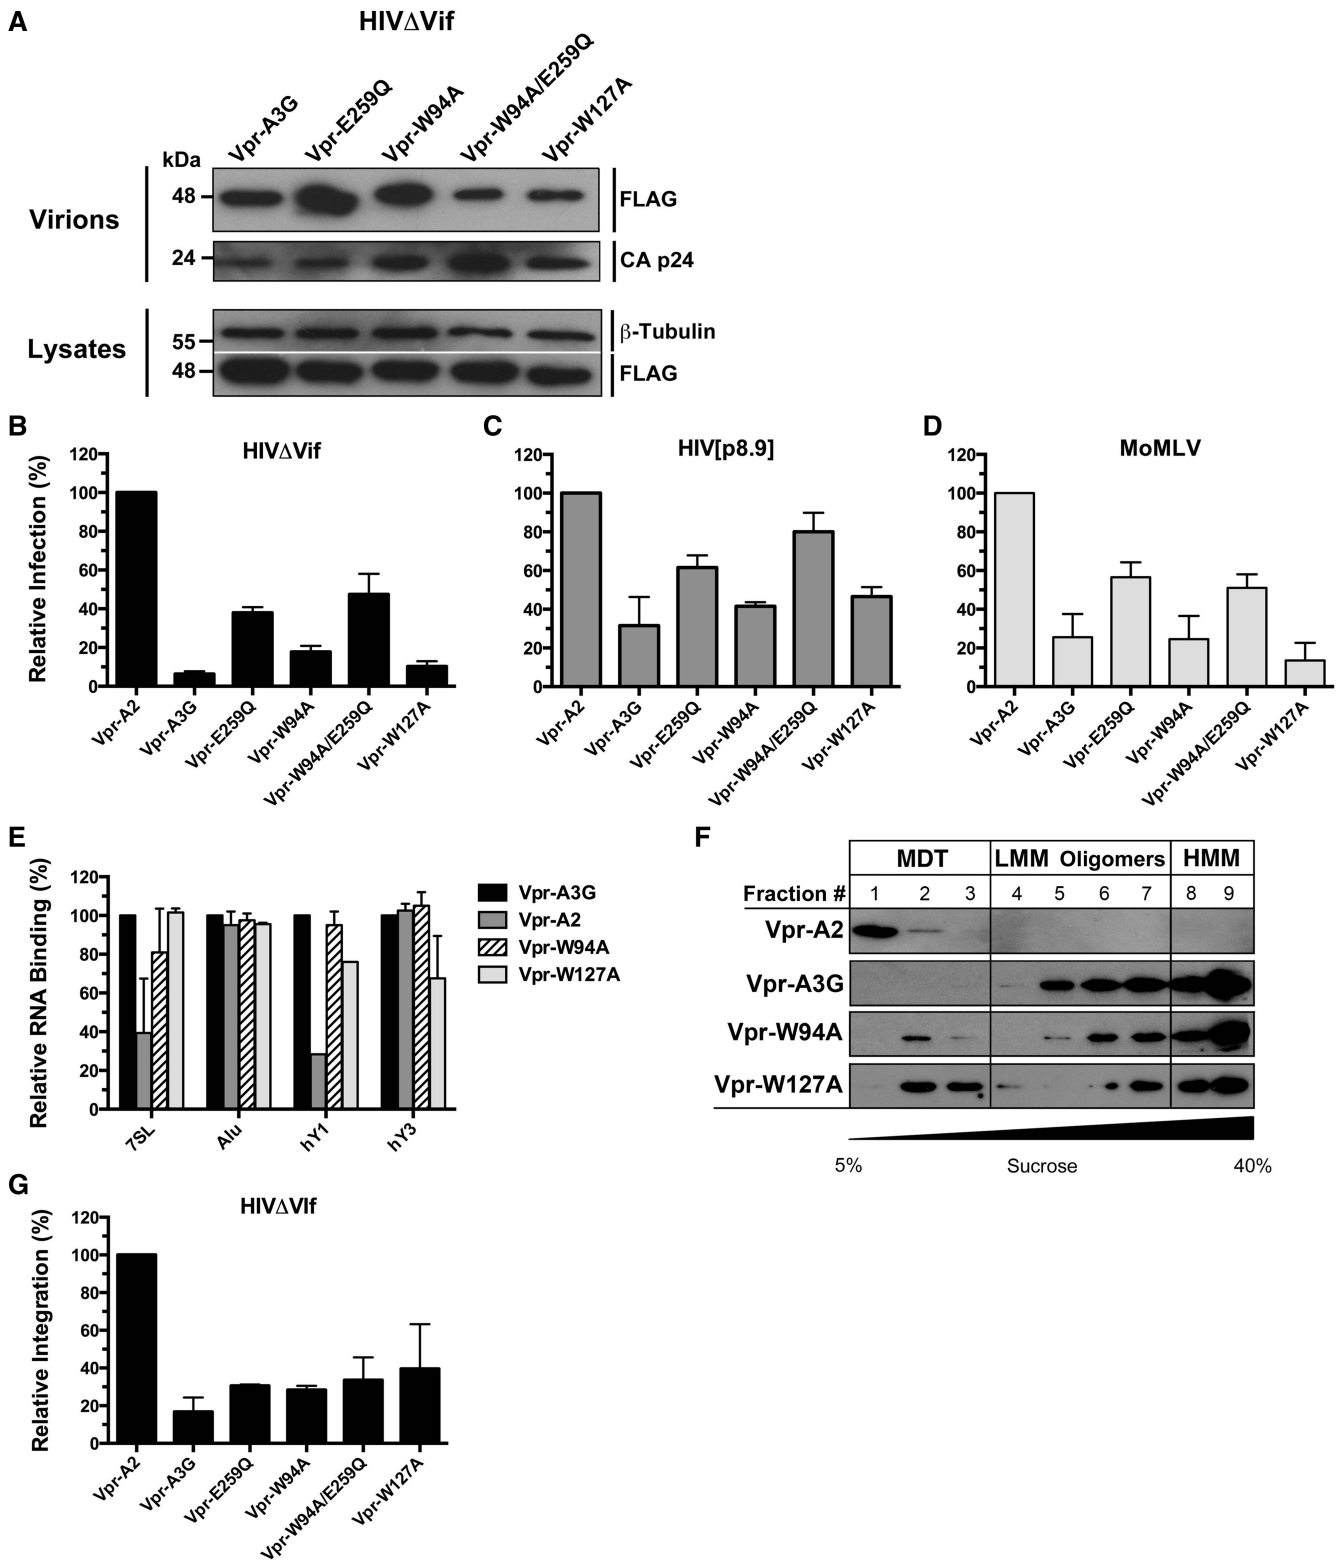 A
HIVΔVif
Vpr-A3G
Vpr-E259Q
Vpr-W94A
Vpr-W94A/E259Q
Vpr-W127A
kDa
Virions
48
FLAG
24
CA p24
Lysates
55
β-Tubulin
48
FLAG
B
HIVΔVif
Relative Infection (%)
120
100
80
60
40
20
0
Vpr-A2
Vpr-A3G
Vpr-E259Q
Vpr-W94A
Vpr-W94A/E259Q
Vpr-W127A
C
HIV[p8.9]
120
100
80
60
40
20
0
Vpr-A2
Vpr-A3G
Vpr-E259Q
Vpr-W94A
Vpr-W94A/E259Q
Vpr-W127A
D
MoMLV
120
100
80
60
40
20
0
Vpr-A2
Vpr-A3G
Vpr-E259Q
Vpr-W94A
Vpr-W94A/E259Q
Vpr-W127A
E
Relative RNA Binding (%)
120
100
80
60
40
20
0
7SL
Alu
hY1
hY3
Vpr-A3G
Vpr-A2
Vpr-W94A
Vpr-W127A
F
MDT LMM Oligomers HMM
Fraction # 1 2 3 4 5 6 7 8 9
Vpr-A2
Vpr-A3G
Vpr-W94A
Vpr-W127A
5% Sucrose 40%
G
HIVΔVIf
Relative Integration (%)
120
100
80
60
40
20
0
Vpr-A2
Vpr-A3G
Vpr-E259Q
Vpr-W94A
Vpr-W94A/E259Q
Vpr-W127A